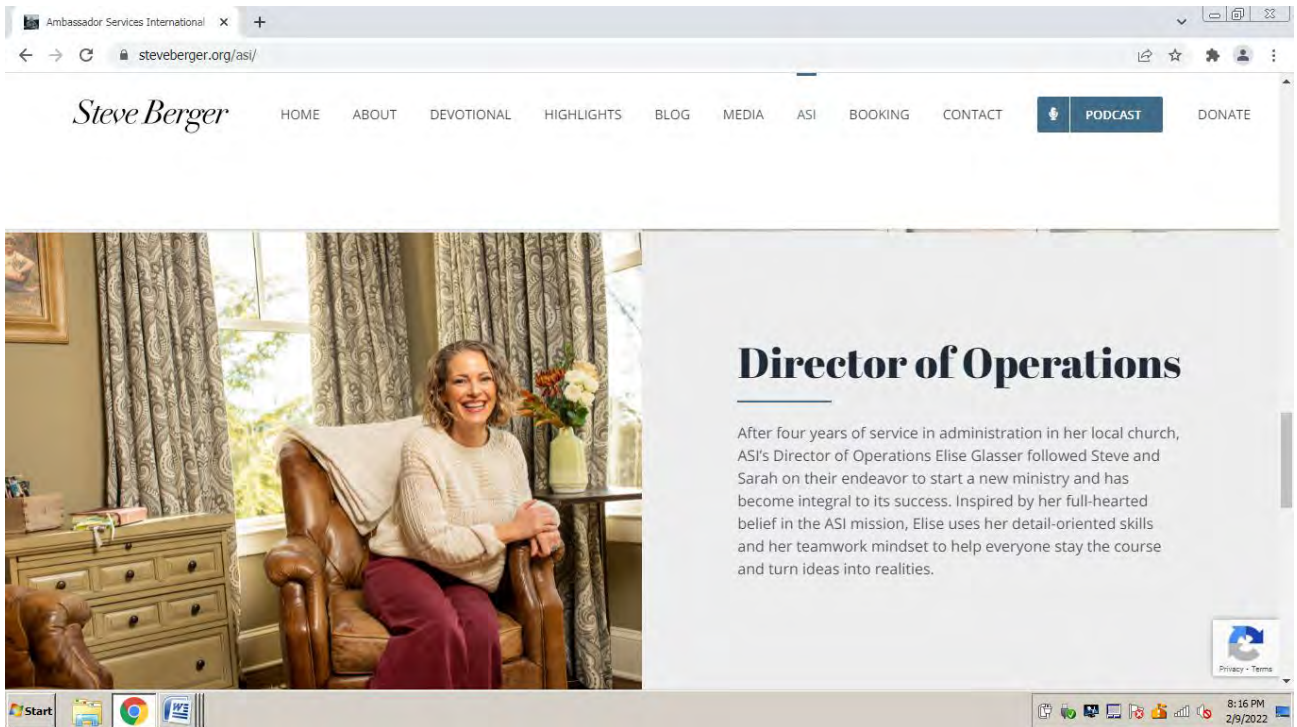 Ambassador Services International
steveberger.org/asi/
Steve Berger
HOME ABOUT DEVOTIONAL HIGHLIGHTS BLOG MEDIA ASI BOOKING CONTACT PODCAST DONATE
Director of Operations
After four years of service in administration in her local church,
ASI's Director of Operations Elise Glasser followed Steve and
Sarah on their endeavor to start a new ministry and has
become integral to its success. Inspired by her full-hearted
belief in the ASI mission, Elise uses her detail-oriented skills
and her teamwork mindset to help everyone stay the course
and turn ideas into realities.
Privacy - Terms
Start
8:16 PM
2/9/2022